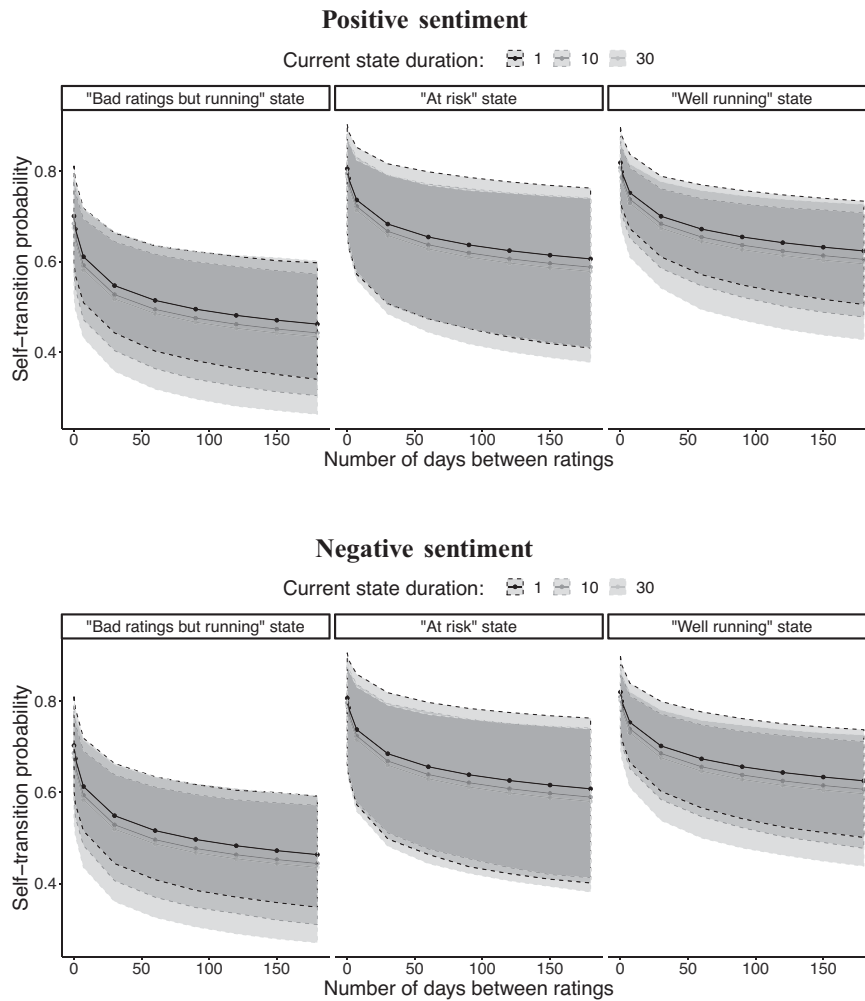 Positive sentiment
Current state duration: 1 10 30
"Bad ratings but running" state "At risk" state "Well running" state
Self−transition probability
0.8
0.6
0.4
0 50 100 150 0 50 100 150 0 50 100 150
Number of days between ratings
Negative sentiment
Current state duration: 1 10 30
"Bad ratings but running" state "At risk" state "Well running" state
Self−transition probability
0.8
0.6
0.4
0 50 100 150 0 50 100 150 0 50 100 150
Number of days between ratings